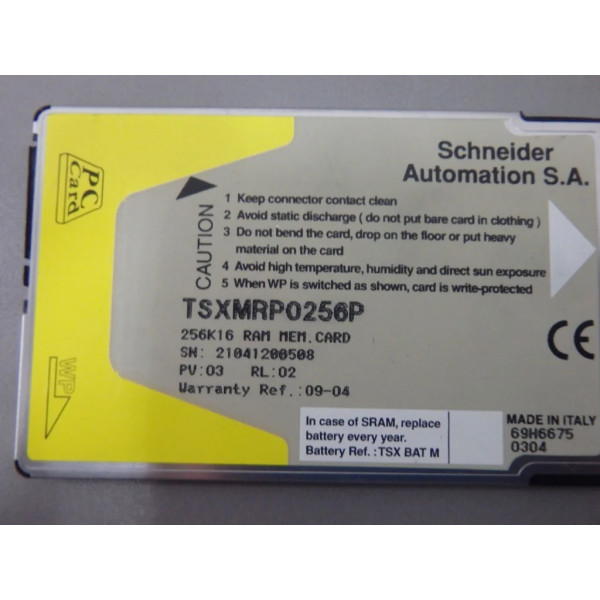 PC
Card
Schneider
Automation S.A.
CAUTION
1 Keep connector contact clean
2 Avoid static discharge ( do not put bare card in clothing )
3 Do not bend the card, drop on the floor or put heavy
material on the card
4 Avoid high temperature, humidity and direct sun exposure
5 When WP is switched as shown, card is write-protected
TSXMRP0256P
256K16 RAM MEM.CARD
SN: 21041200508
PV:03 RL:02
Warranty Ref.:09-04
WP
CE
In case of SRAM, replace
battery every year.
Battery Ref. : TSX BAT M
MADE IN ITALY
69H6675
0304